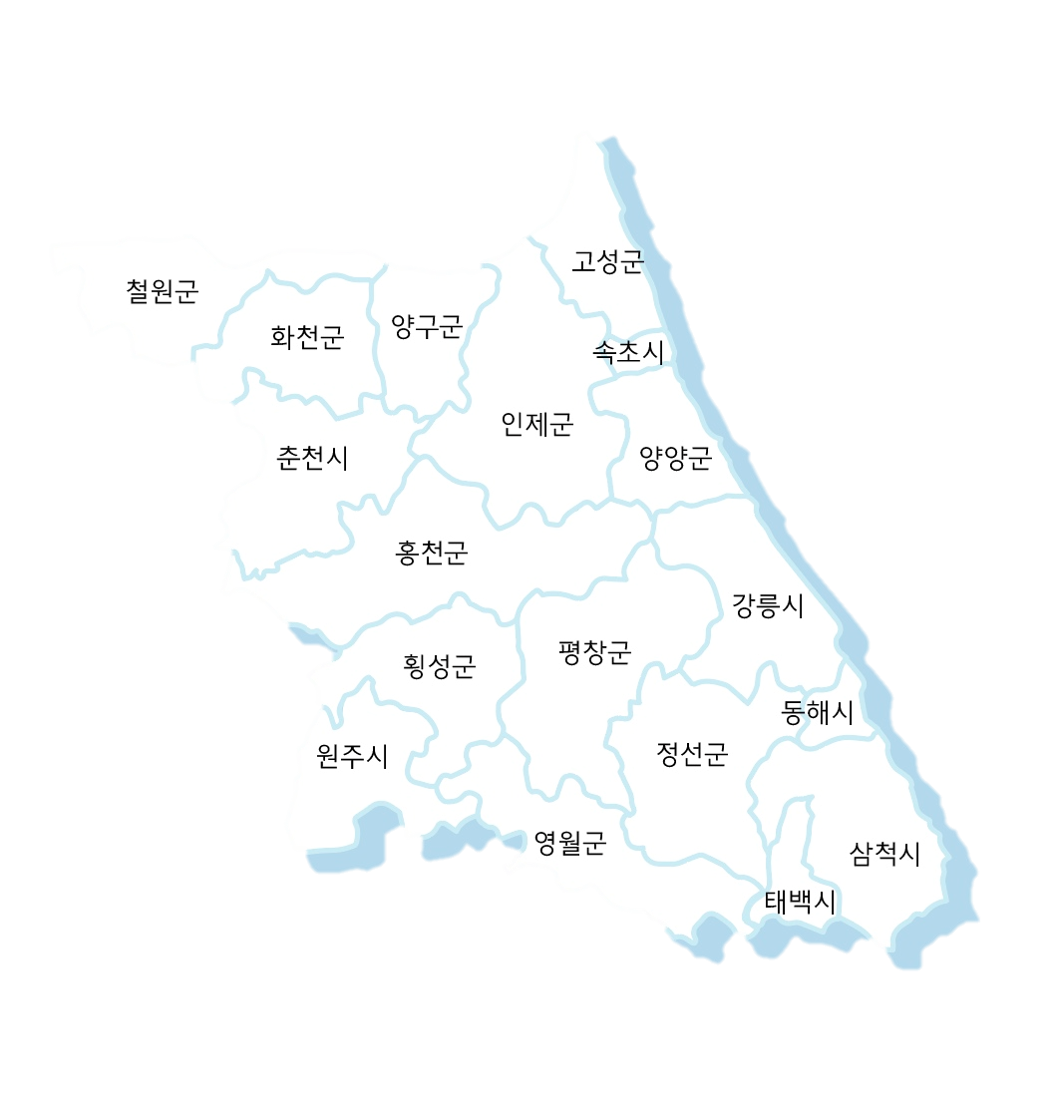 고성군
철원군
양구군
화천군
속초시
인제군
춘천시
양양군
홍천군
강릉시
평창군
횡성군
동해시
정선군
원주시
영월군
삼척시
태백시